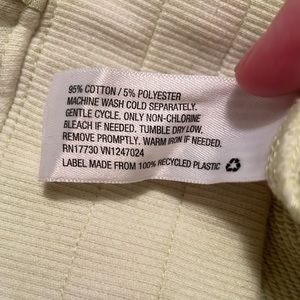 95% COTTON / 5% POLYESTER
MACHINE WASH COLD SEPARATELY.
GENTLE CYCLE. ONLY NON-CHLORINE
BLEACH IF NEEDED. TUMBLE DRY LOW.
REMOVE PROMPTLY. WARM IRON IF NEEDED.
RN17730 VN1247024
LABEL MADE FROM 100% RECYCLED PLASTIC